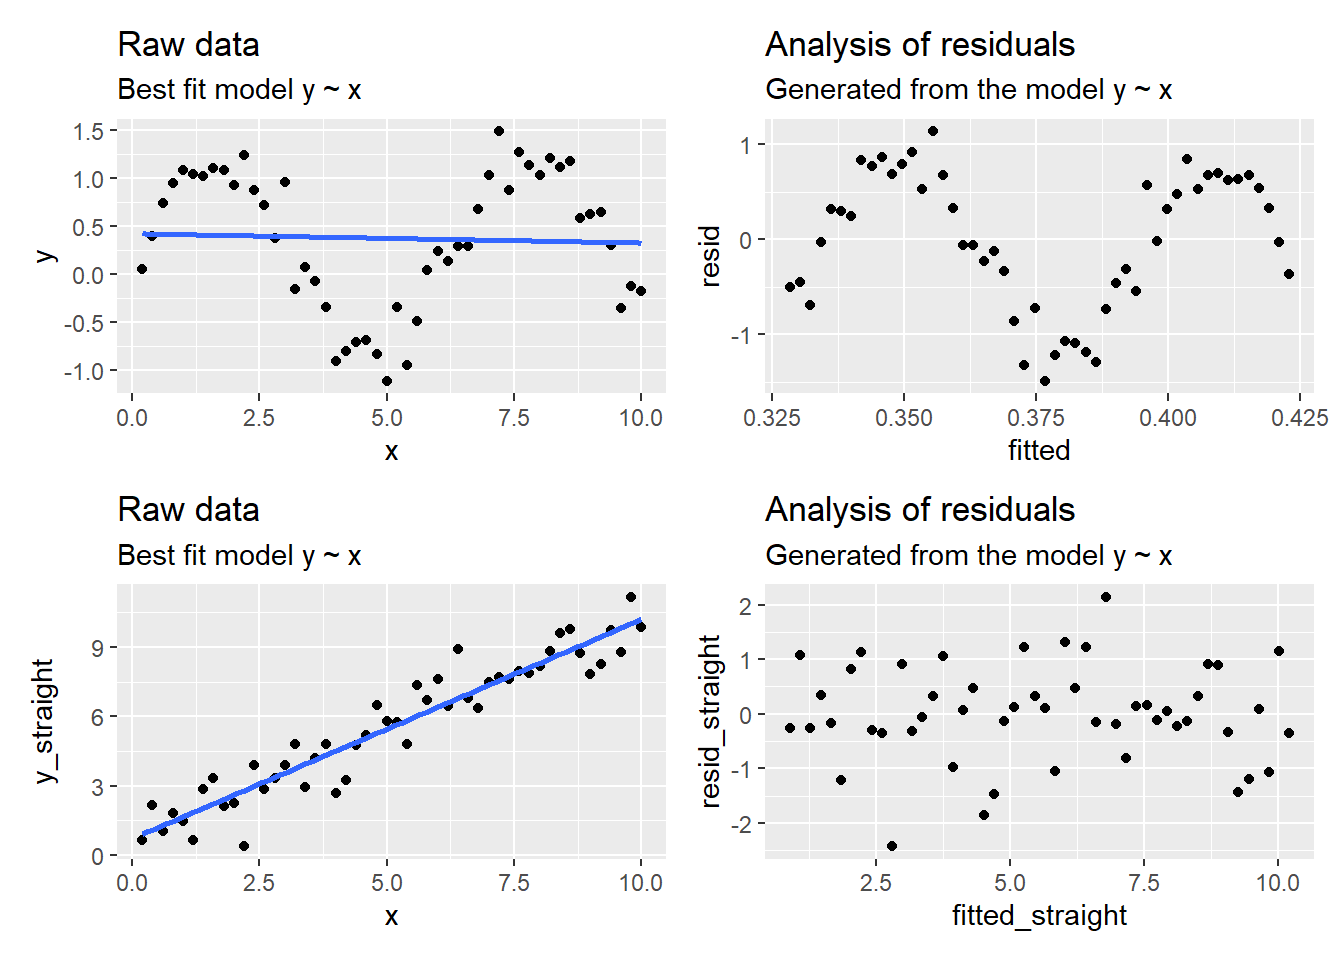 Raw data
Best fit model y ~ x
1.5
1.0
0.5
0.0
-0.5
-1.0
y
0.0 2.5 5.0 7.5 10.0
x
Analysis of residuals
Generated from the model y ~ x
1
0
-1
resid
0.325 0.350 0.375 0.400 0.425
fitted
Raw data
Best fit model y ~ x
9
6
3
0
y_straight
0.0 2.5 5.0 7.5 10.0
x
Analysis of residuals
Generated from the model y ~ x
2
1
0
-1
-2
resid_straight
2.5 5.0 7.5 10.0
fitted_straight